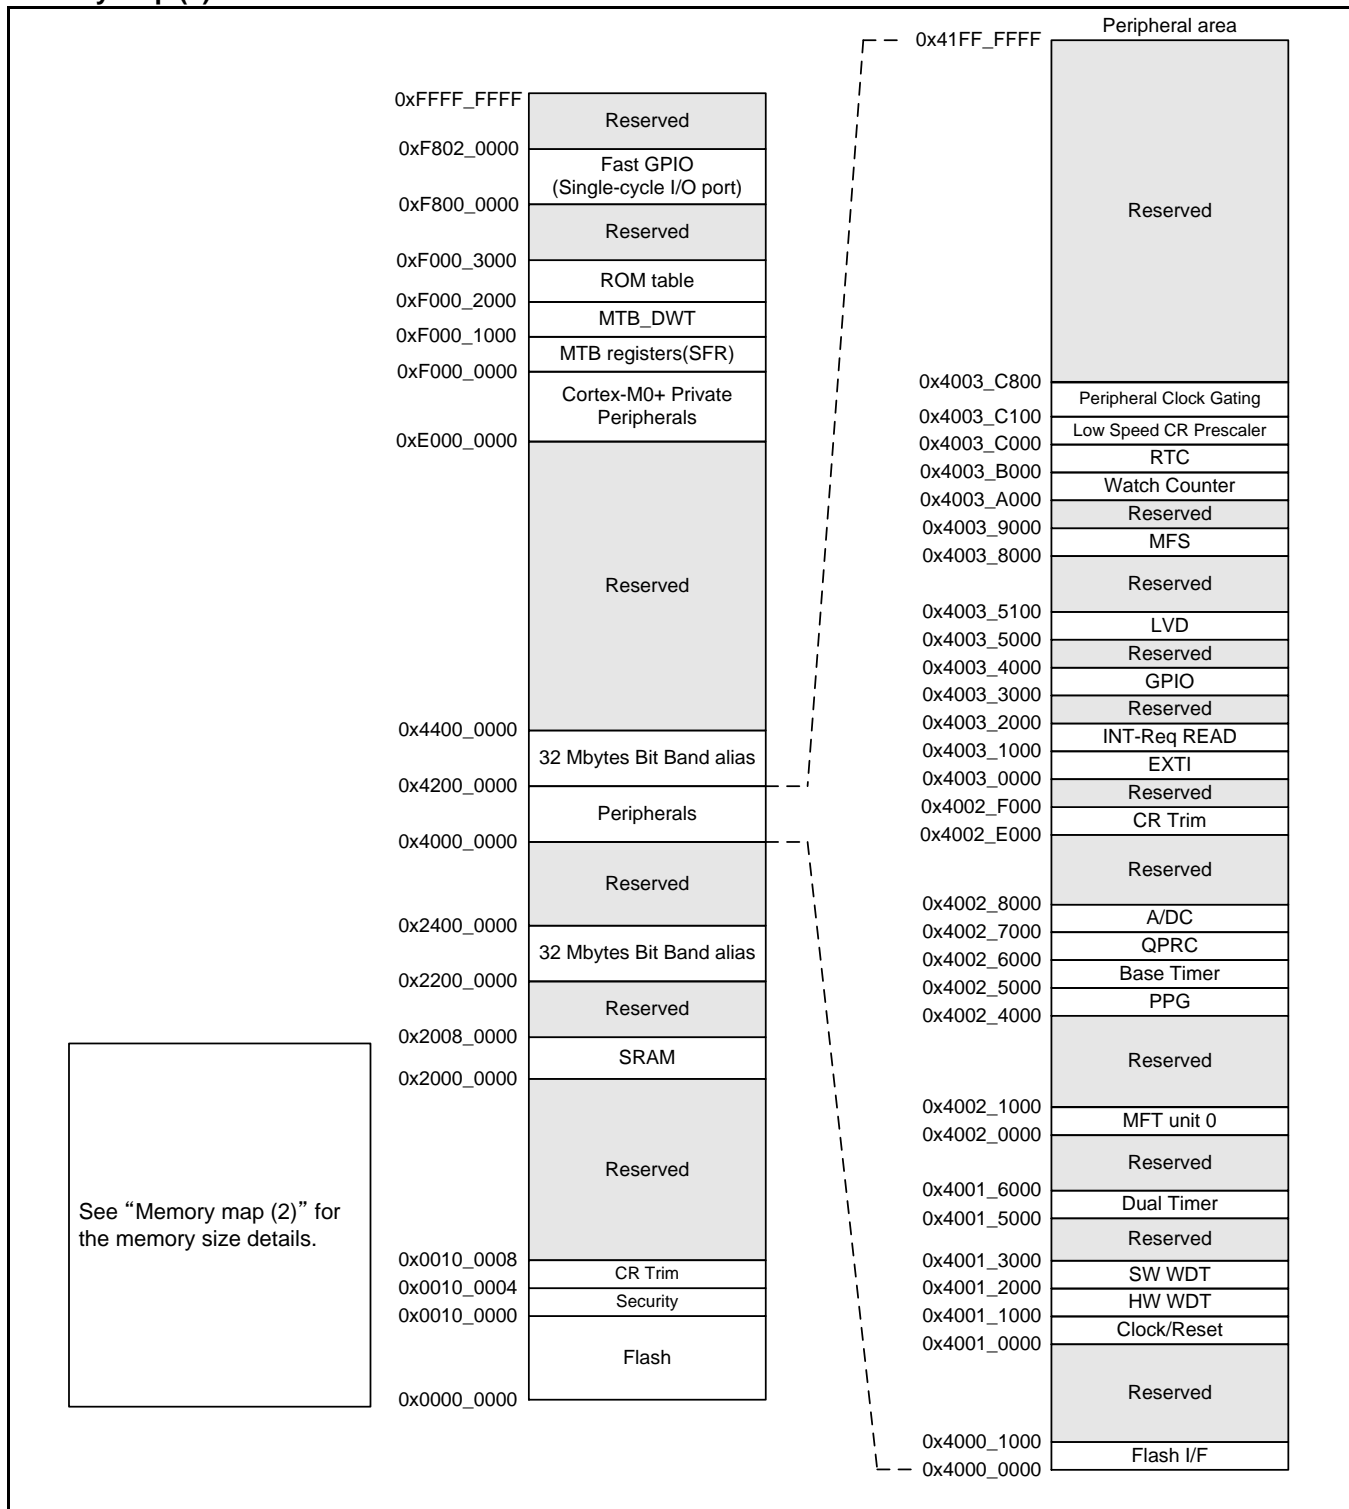 0xFFFF_FFFF
Reserved
0xF802_0000
Fast GPIO
(Single-cycle I/O port)
0xF800_0000
Reserved
0xF000_3000
ROM table
0xF000_2000
MTB_DWT
0xF000_1000
MTB registers(SFR)
0xF000_0000
Cortex-M0+ Private
Peripherals
0xE000_0000
Reserved
0x4400_0000
32 Mbytes Bit Band alias
0x4200_0000
Peripherals
0x4000_0000
Reserved
0x2400_0000
32 Mbytes Bit Band alias
0x2200_0000
Reserved
0x2008_0000
SRAM
0x2000_0000
Reserved
0x0010_0008
CR Trim
0x0010_0004
Security
0x0010_0000
Flash
0x0000_0000
See “Memory map (2)” for
the memory size details.
Peripheral area
0x41FF_FFFF
Reserved
0x4003_C800
Peripheral Clock Gating
0x4003_C100
Low Speed CR Prescaler
0x4003_C000
RTC
0x4003_B000
Watch Counter
0x4003_A000
Reserved
0x4003_9000
MFS
0x4003_8000
Reserved
0x4003_5100
LVD
0x4003_5000
Reserved
0x4003_4000
GPIO
0x4003_3000
Reserved
0x4003_2000
INT-Req READ
0x4003_1000
EXTI
0x4003_0000
Reserved
0x4002_F000
CR Trim
0x4002_E000
Reserved
0x4002_8000
A/DC
0x4002_7000
QPRC
0x4002_6000
Base Timer
0x4002_5000
PPG
0x4002_4000
Reserved
0x4002_1000
MFT unit 0
0x4002_0000
Reserved
0x4001_6000
Dual Timer
0x4001_5000
Reserved
0x4001_3000
SW WDT
0x4001_2000
HW WDT
0x4001_1000
Clock/Reset
0x4001_0000
Reserved
0x4000_1000
Flash I/F
0x4000_0000